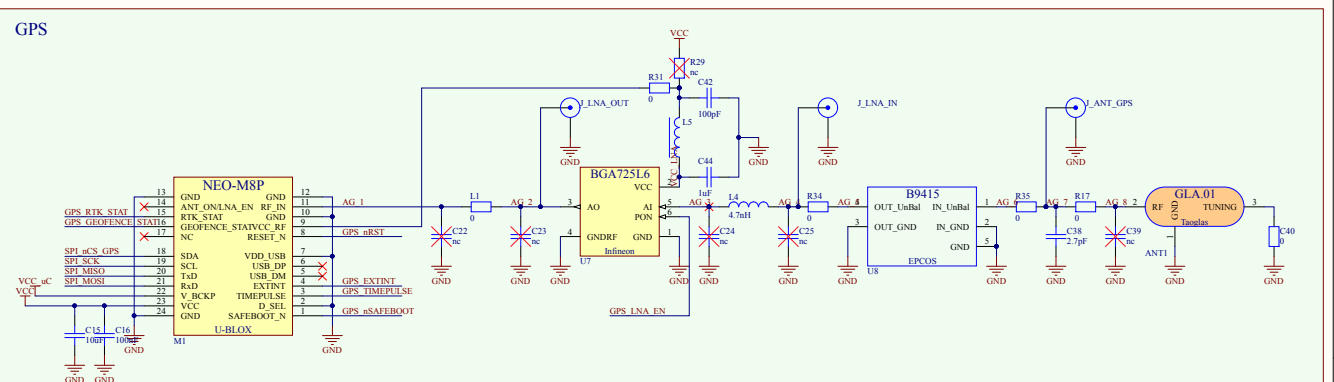 GPS
VCC
R29
nc
R31
0
C42
100pF
J_LNA_OUT
J_LNA_IN
J_ANT_GPS
L5
GND
GND
GND
GND
C44
1uF
NEO-M8P
13 GND GND 12
14 ANT_ON/LNA_EN RF_IN 11
15 RTK_STAT GND 10
16 GEOFENCE_STAT VCC_RF 9
17 NC RESET_N 8
18 SDA VDD_USB 7
19 SCL USB_DP 6
20 TxD USB_DM 5
21 RxD EXTINT 4
22 V_BCKP TIMEPULSE 3
23 VCC D_SEL 2
24 GND SAFEBOOT_N 1
U-BLOX
M1
GPS_RTK_STAT
GPS_GEOFENCE_STAT
SPI_nCS_GPS
SPI_SCK
SPI_MISO
SPI_MOSI
VCC_uC
VCC
C15
10uF
C16
GND
GND
GND
GND
GPS_nRST
GPS_EXTINT
GPS_TIMEPULSE
GPS_nSAFEBOOT
AG_1
C22
nc
GND
L1
0
AG_2
C23
nc
GND
BGA725L6
VCC
3 AO AI 5
PON 6
4 GNDRF GND 1
Infineon
U7
GND
GND
GPS_LNA_EN
C24
nc
GND
L4
4.7nH
C25
nc
GND
R34
0
B9415
4 OUT_UnBal IN_UnBal 1
3 OUT_GND IN_GND 2
GND 5
EPCOS
U8
GND
GND
R35
0
C38
2.7pF
GND
R17
0
C39
nc
GND
GLA.01
2 RF TUNING 3
GND
Taoglas
1
ANT1
GND
C40
0
GND